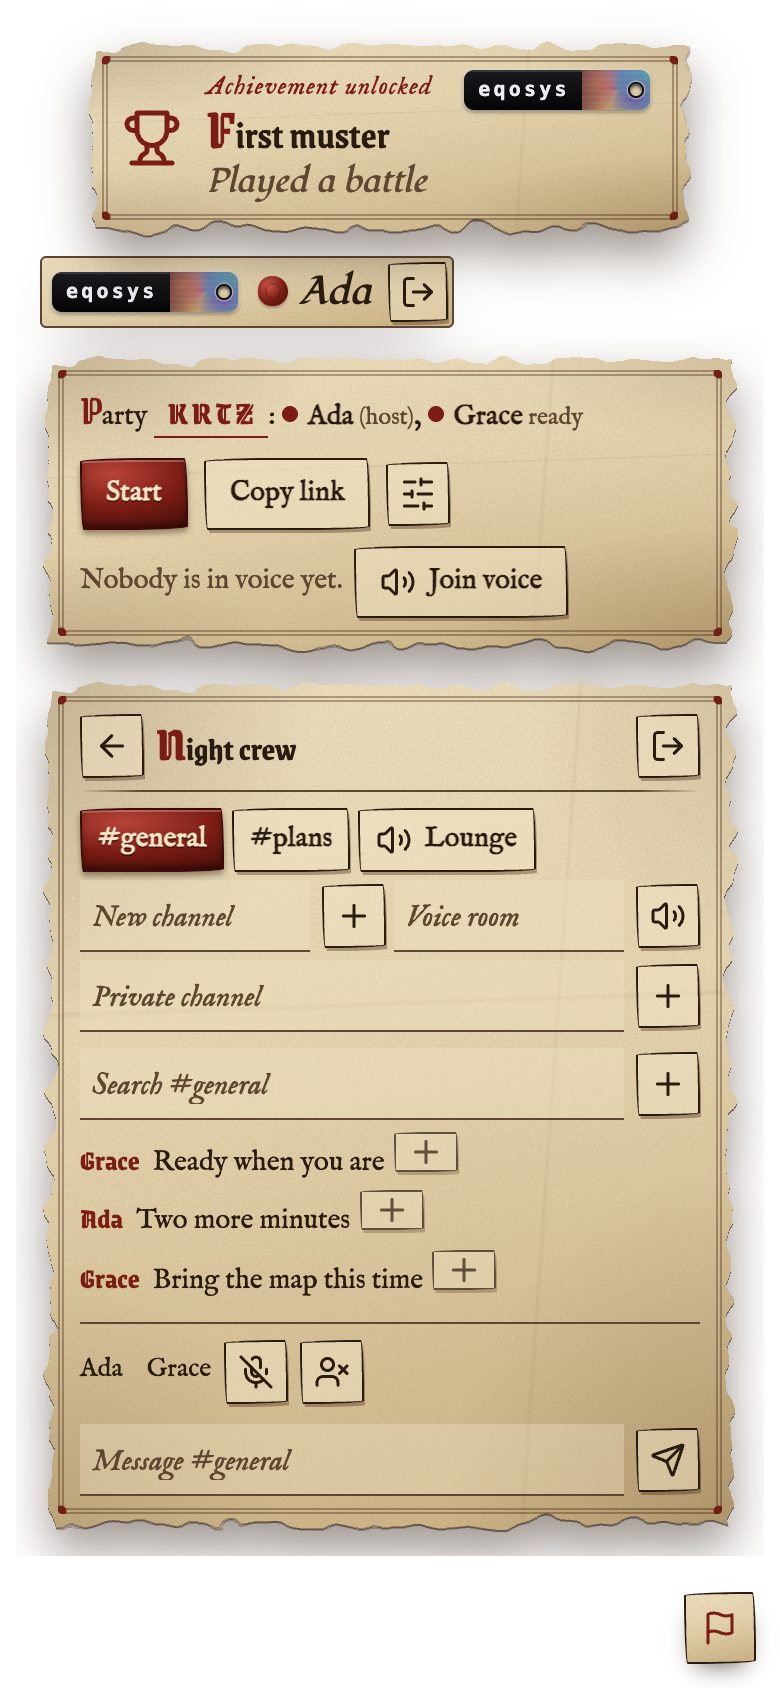 Achievement unlocked
eqosys
First muster
Played a battle
eqosys Ada
Party KRTZ : Ada (host), Grace ready
Start Copy link
Nobody is in voice yet. Join voice
Night crew
#general #plans Lounge
New channel Voice room
Private channel
Search #general
Grace Ready when you are
Ada Two more minutes
Grace Bring the map this time
Ada Grace
Message #general